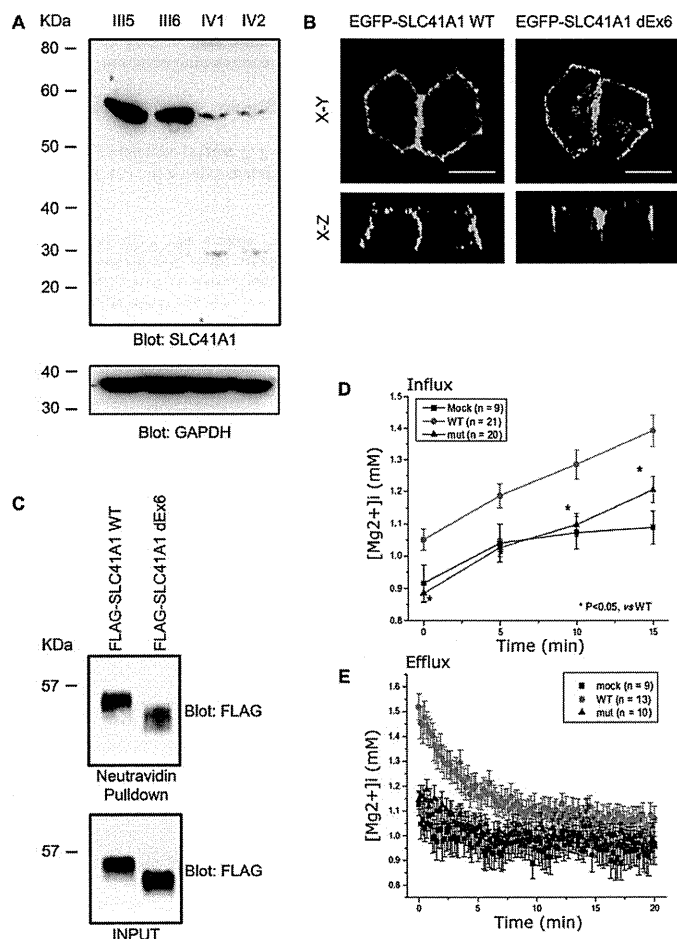 A
KDa
III5 III6 IV1 IV2
80
60
50
40
30
20
Blot: SLC41A1
40
30
Blot: GAPDH
B
EGFP-SLC41A1 WT
EGFP-SLC41A1 dEx6
X-Y
X-Z
C
FLAG-SLC41A1 WT
FLAG-SLC41A1 dEx6
KDa
57
Blot: FLAG
Neutravidin
Pulldown
57
Blot: FLAG
INPUT
D
Influx
Mock (n = 9)
WT (n = 21)
mut (n = 20)
[Mg2+]i (mM)
1.5
1.4
1.3
1.2
1.1
1.0
0.9
0.8
*
*
*
* P<0.05, vs WT
0 5 10 15
Time (min)
E
Efflux
mock (n = 9)
WT (n = 13)
mut (n = 10)
[Mg2+]i (mM)
1.6
1.5
1.4
1.3
1.2
1.1
1.0
0.9
0.8
0 5 10 15 20
Time (min)